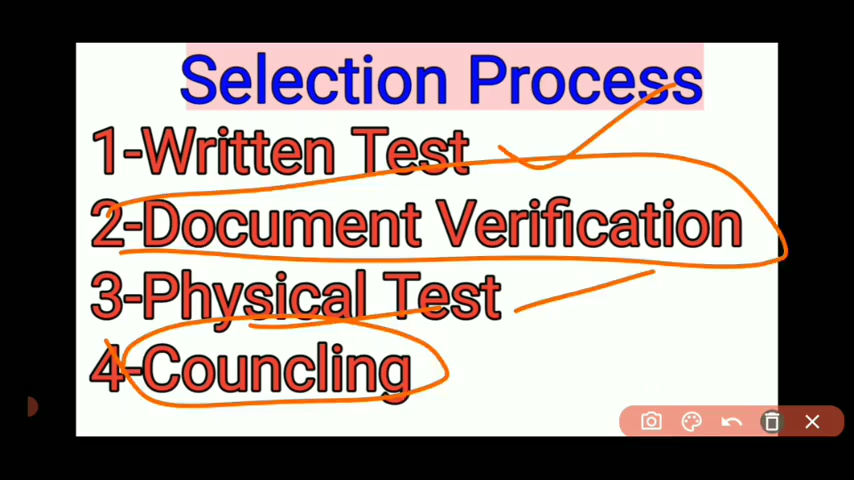 Selection Process
1-Written Test
2-Document Verification
3-Physical Test
4-Councling